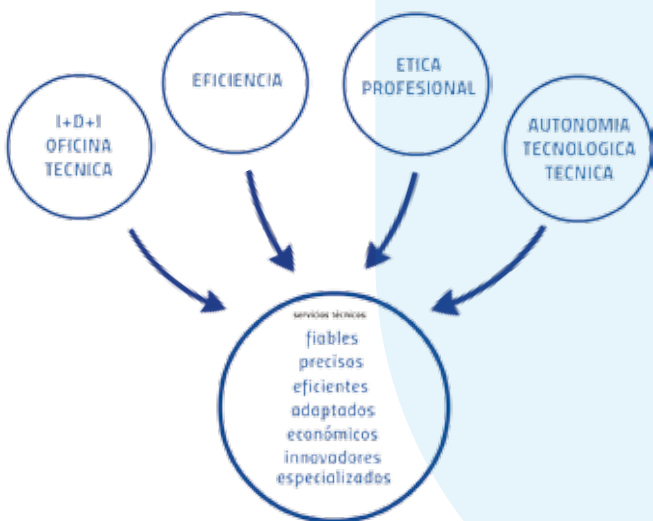 I+D+I
OFICINA
TECNICA
EFICIENCIA
ETICA
PROFESIONAL
AUTONOMIA
TECNOLOGICA
TECNICA
servicios técnicos
fiables
precisos
eficientes
adaptados
económicos
innovadores
especializados